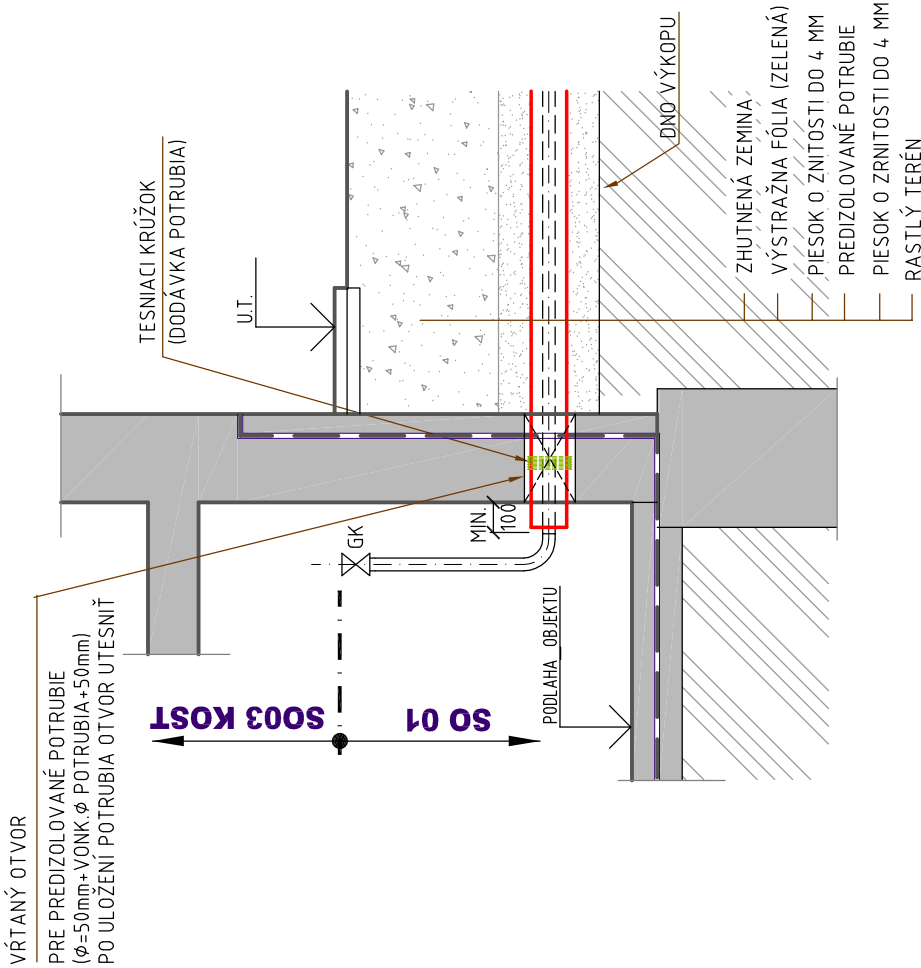 VŔTANÝ OTVOR
PRE PREDIZOLOVANÉ POTRUBIE
(Φ=50mm+VONK.Φ POTRUBIA+50mm)
PO ULOŽENÍ POTRUBIA OTVOR UTESNIŤ
TESNIACI KRÚŽOK
(DODÁVKA POTRUBIA)
U.T.
GK
MIN.
100
SO03 KOST
SO 01
PODLAHA OBJEKTU
DNO VÝKOPU
ZHUTNENÁ ZEMINA
VÝSTRAŽNA FÓLIA (ZELENÁ)
PIESOK O ZNITOSTI DO 4 MM
PREDIZOLOVANÉ POTRUBIE
PIESOK O ZRNITOSTI DO 4 MM
RASTLÝ TERÉN